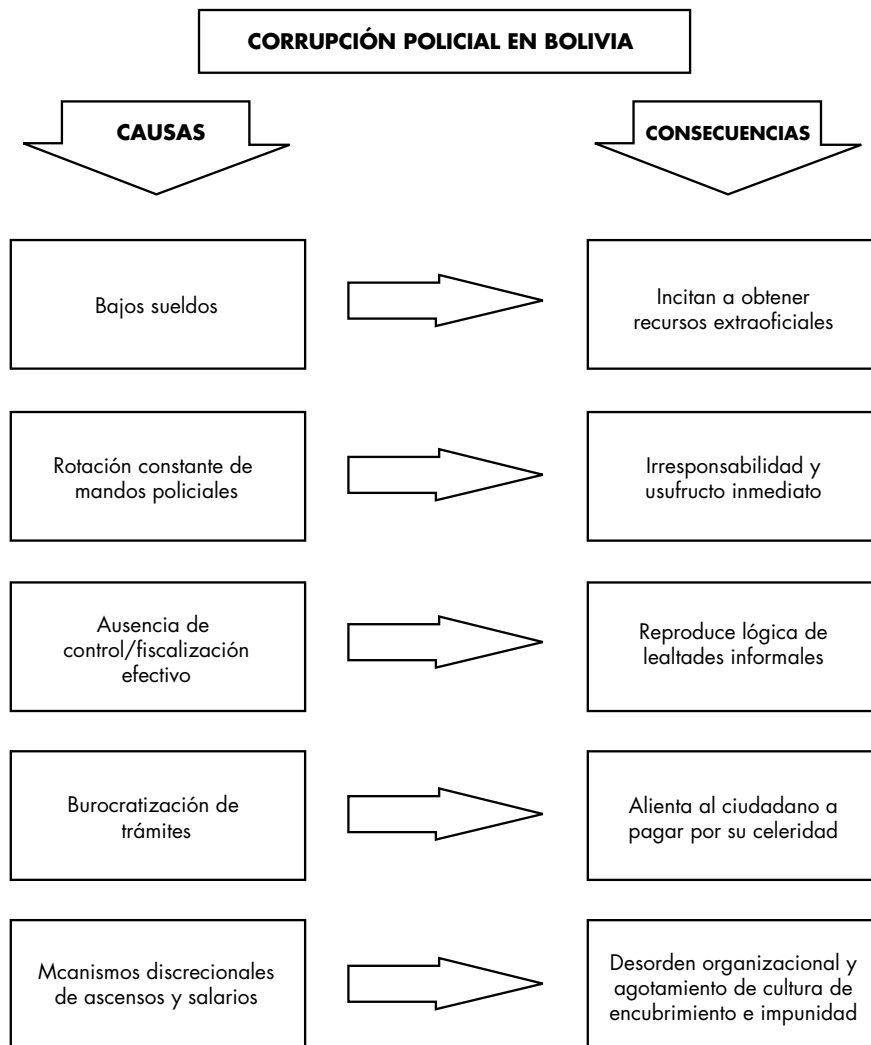 CORRUPCIÓN POLICIAL EN BOLIVIA
CAUSAS
CONSECUENCIAS
Bajos sueldos
Incitan a obtener
recursos extraoficiales
Rotación constante de
mandos policiales
Irresponsabilidad y
usufructo inmediato
Ausencia de
control/fiscalización
efectivo
Reproduce lógica de
lealtades informales
Burocratización de
trámites
Alienta al ciudadano a
pagar por su celeridad
Mcanismos discrecionales
de ascensos y salarios
Desorden organizacional y
agotamiento de cultura de
encubrimiento e impunidad